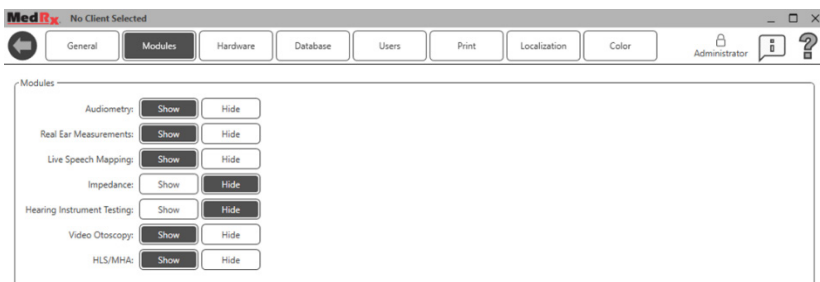 MedRx No Client Selected
General Modules Hardware Database Users Print Localization Color Administrator
Modules
Audiometry: Show Hide
Real Ear Measurements: Show Hide
Live Speech Mapping: Show Hide
Impedance: Show Hide
Hearing Instrument Testing: Show Hide
Video Otoscopy: Show Hide
HLS/MHA: Show Hide